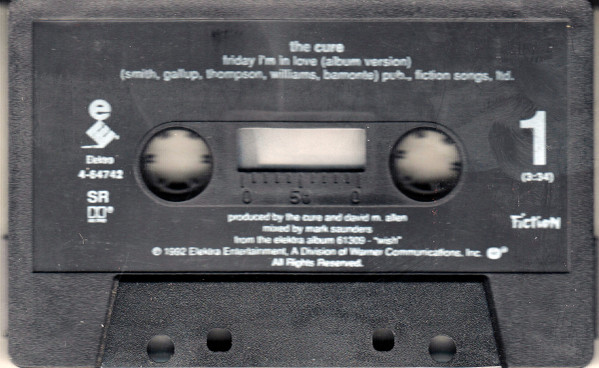 the cure
friday I'm in love (album version)
(smith, gallup, thompson, williams, bamonte) pub., fiction songs, ltd.
e
Elektra
4-64742
SR
1
(3:34)
0 50 0
produced by the cure and david m. allen
mixed by mark saunders
from the elektra album 61309 - "wish"
© 1992 Elektra Entertainment, A Division of Warner Communications, Inc.
All Rights Reserved.
FictioN